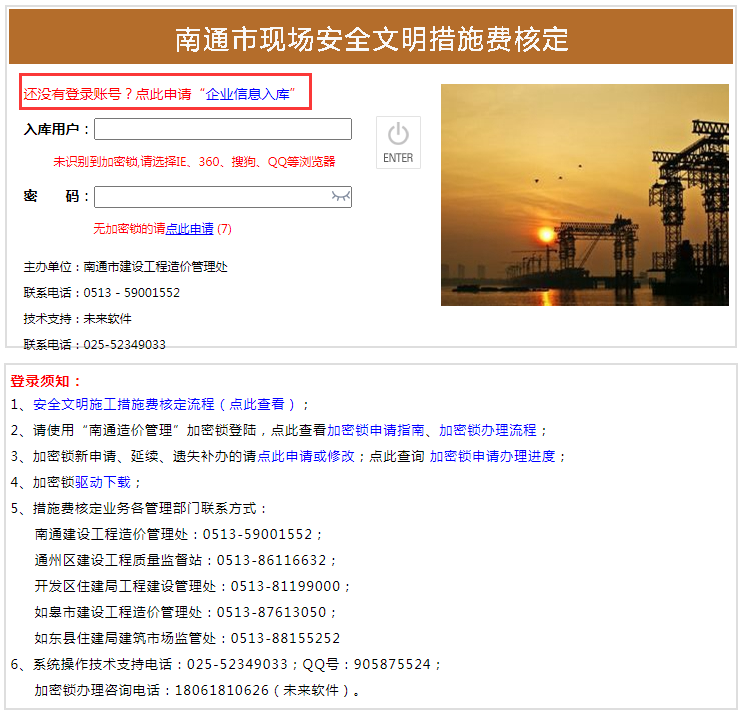 南通市现场安全文明措施费核定
还没有登录账号？点此申请“企业信息入库”
入库用户：
未识别到加密锁,请选择IE、360、搜狗、QQ等浏览器
ENTER
密　　码：
无加密锁的请点此申请 (7)
主办单位：南通市建设工程造价管理处
联系电话：0513－59001552
技术支持：未来软件
联系电话：025-52349033
登录须知：
1、安全文明施工措施费核定流程（点此查看）；
2、请使用“南通造价管理”加密锁登陆，点此查看加密锁申请指南、加密锁办理流程；
3、加密锁新申请、延续、遗失补办的请点此申请或修改；点此查询 加密锁申请办理进度；
4、加密锁驱动下载；
5、措施费核定业务各管理部门联系方式：
南通建设工程造价管理处：0513-59001552；
通州区建设工程质量监督站：0513-86116632；
开发区住建局工程建设管理处：0513-81199000；
如皋市建设工程造价管理处：0513-87613050；
如东县住建局建筑市场监管处：0513-88155252
6、系统操作技术支持电话：025-52349033；QQ号：905875524；
加密锁办理咨询电话：18061810626（未来软件）。